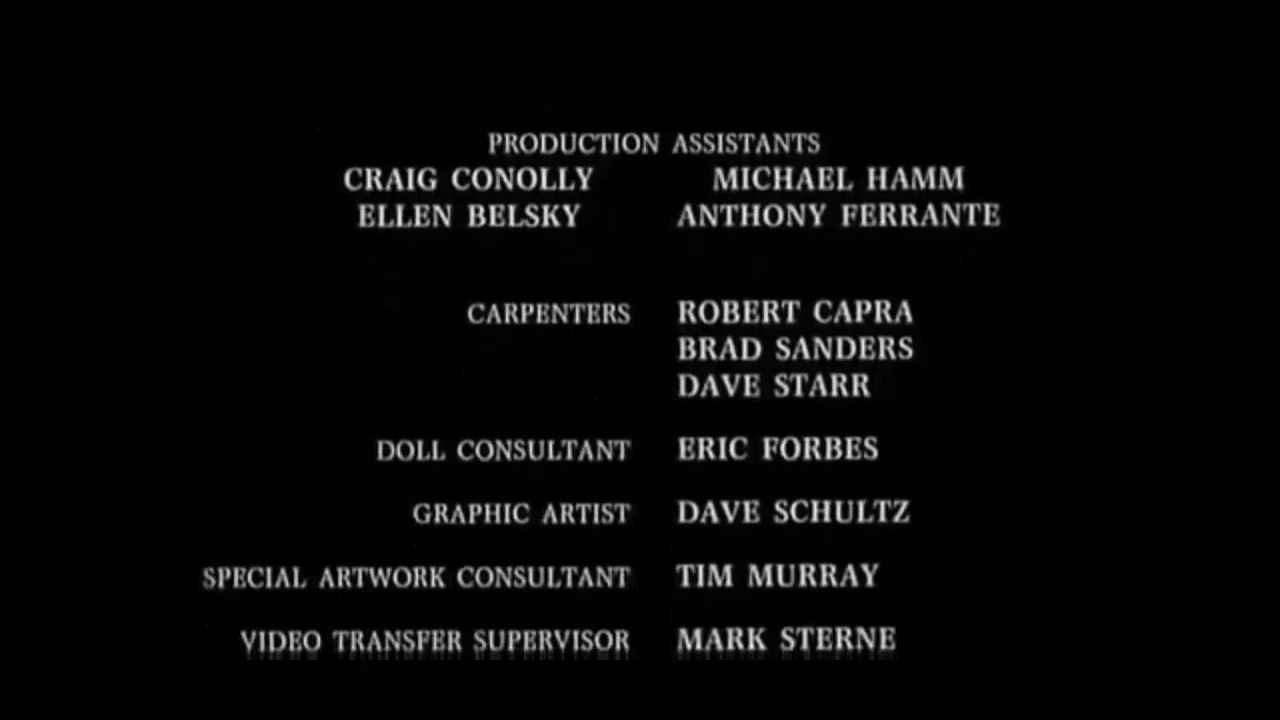 PRODUCTION ASSISTANTS
CRAIG CONOLLY MICHAEL HAMM
ELLEN BELSKY ANTHONY FERRANTE
CARPENTERS ROBERT CAPRA
BRAD SANDERS
DAVE STARR
DOLL CONSULTANT ERIC FORBES
GRAPHIC ARTIST DAVE SCHULTZ
SPECIAL ARTWORK CONSULTANT TIM MURRAY
VIDEO TRANSFER SUPERVISOR MARK STERNE